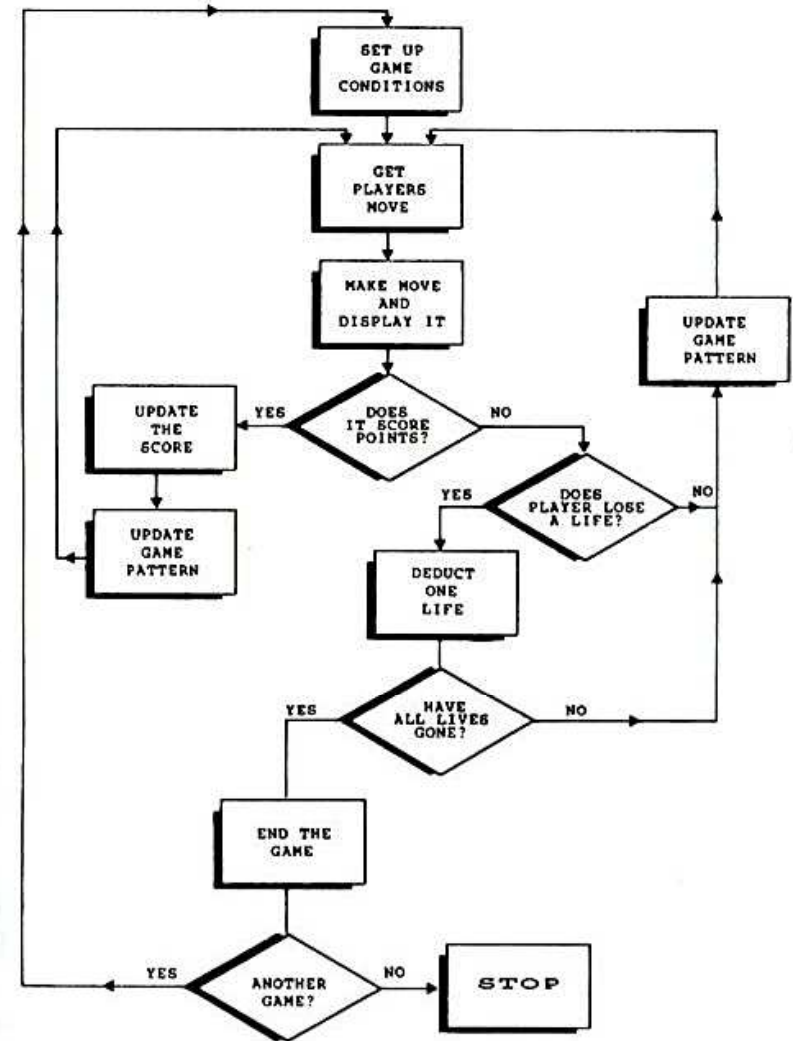 SET UP
GAME
CONDITIONS
GET
PLAYERS
MOVE
MAKE MOVE
AND
DISPLAY IT
UPDATE
GAME
PATTERN
UPDATE
THE
SCORE
YES
DOES
IT SCORE
POINTS?
NO
YES
DOES
PLAYER LOSE
A LIFE?
NO
UPDATE
GAME
PATTERN
DEDUCT
ONE
LIFE
YES
HAVE
ALL LIVES
GONE?
NO
END THE
GAME
YES
ANOTHER
GAME?
NO
STOP